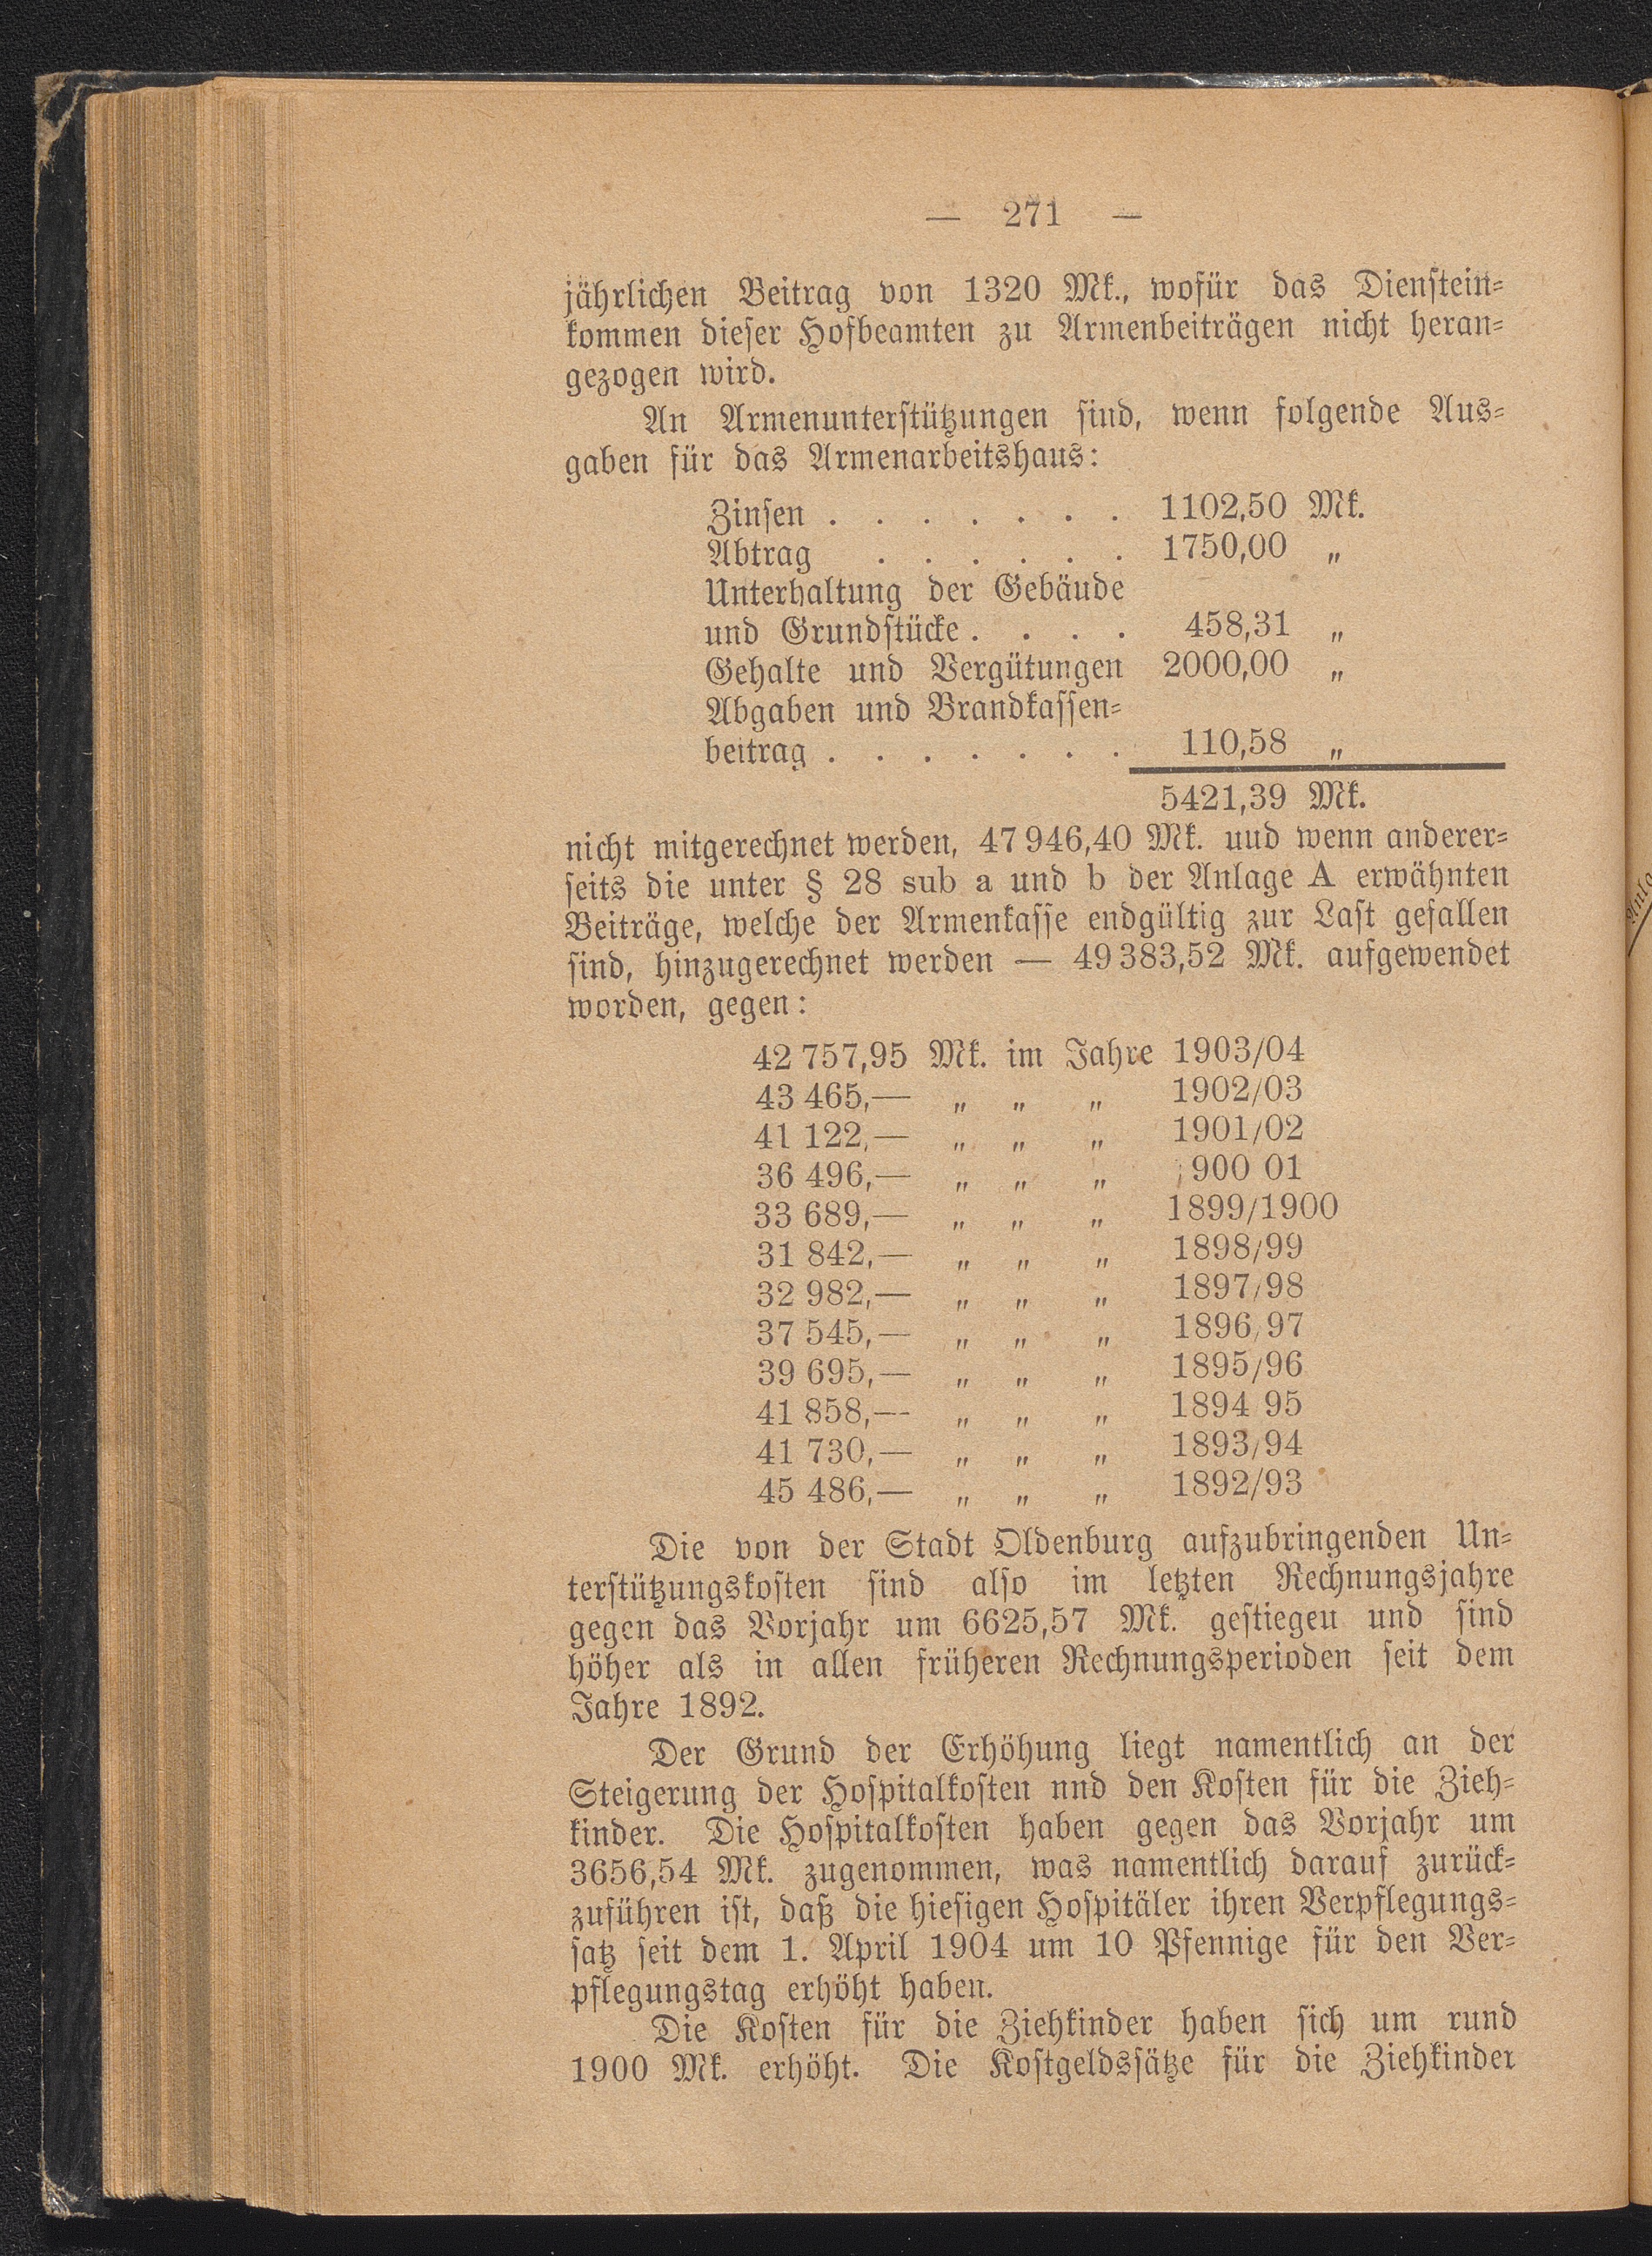 — 271 —
jährlichen Beitrag von 1320 Mk., wofür das Dienstein=
kommen dieser Hofbeamten zu Armenbeiträgen nicht heran=
gezogen wird.
An Armenunterstützungen sind, wenn folgende Aus=
gaben für das Armenarbeitshaus:
Zinsen . . . . . . . 1102,50 Mk.
Abtrag . . . . . . 1750,00 „
Unterhaltung der Gebäude
und Grundstücke . . . . 458,31 „
Gehalte und Vergütungen 2000,00 „
Abgaben und Brandkassen=
beitrag . . . . . . . 110,58 „
5421,39 Mk.
nicht mitgerechnet werden, 47 946,40 Mk. uud wenn anderer=
seits die unter § 28 sub a und b der Anlage A erwähnten
Beiträge, welche der Armenkasse endgültig zur Last gefallen
sind, hinzugerechnet werden — 49 383,52 Mk. aufgewendet
worden, gegen:
42 757,95 Mk. im Jahre 1903/04
43 465,— „ „ „ 1902/03
41 122,— „ „ „ 1901/02
36 496,— „ „ „ 1900 01
33 689,— „ „ „ 1899/1900
31 842,— „ „ „ 1898/99
32 982,— „ „ „ 1897/98
37 545,— „ „ „ 1896/97
39 695,— „ „ „ 1895/96
41 858,— „ „ „ 1894 95
41 730,— „ „ „ 1893/94
45 486,— „ „ „ 1892/93
Die von der Stadt Oldenburg aufzubringenden Un=
terstützungskosten sind also im letzten Rechnungsjahre
gegen das Vorjahr um 6625,57 Mk. gestiegeu und sind
höher als in allen früheren Rechnungsperioden seit dem
Jahre 1892.
Der Grund der Erhöhung liegt namentlich an der
Steigerung der Hospitalkosten nnd den Kosten für die Zieh=
kinder. Die Hospitalkosten haben gegen das Vorjahr um
3656,54 Mk. zugenommen, was namentlich darauf zurück=
zuführen ist, daß die hiesigen Hospitäler ihren Verpflegungs=
satz seit dem 1. April 1904 um 10 Pfennige für den Ver=
pflegungstag erhöht haben.
Die Kosten für die Ziehkinder haben sich um rund
1900 Mk. erhöht. Die Kostgeldssätze für die Ziehkinder